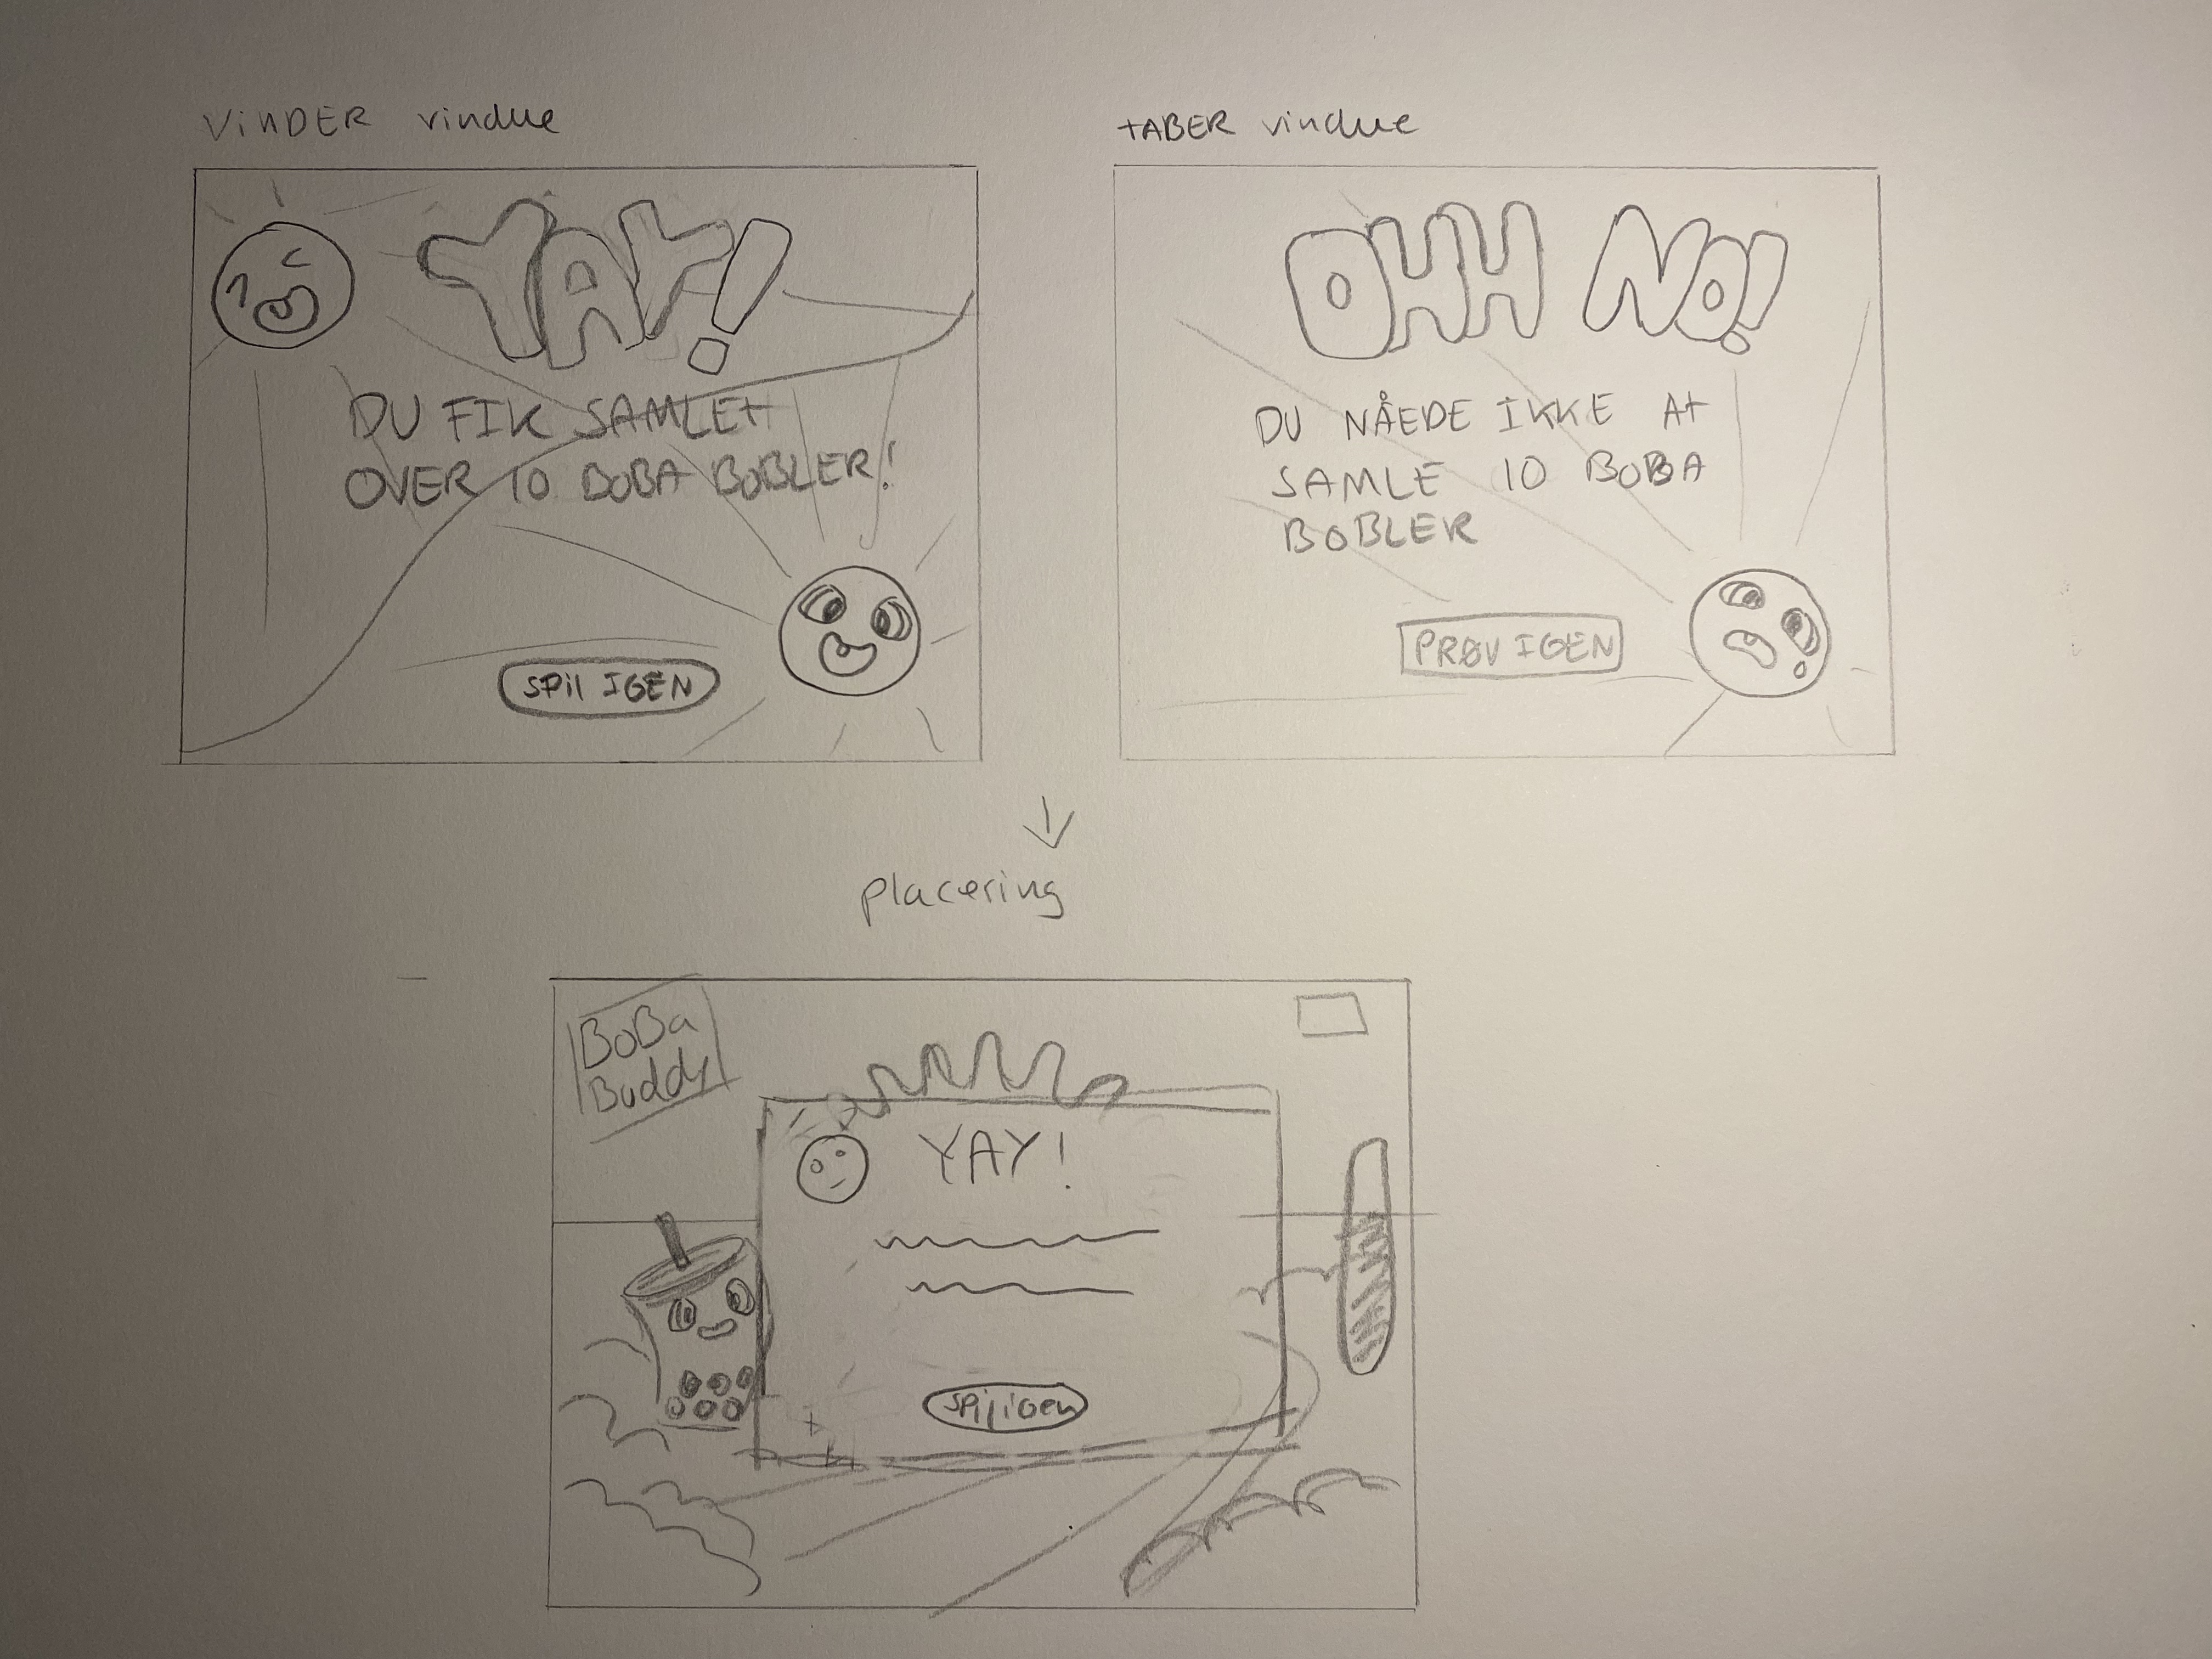 VINDER vindue
YAY!
DU FIK SAMLET
OVER 10 BOBA BOBLER!
SPIL IGEN
TABER vindue
OHH NO!
DU NÅEDE IKKE AT
SAMLE 10 BOBA
BOBLER
PRØV IGEN
placering
BoBa
Buddy
YAY!
SPIL IGEN